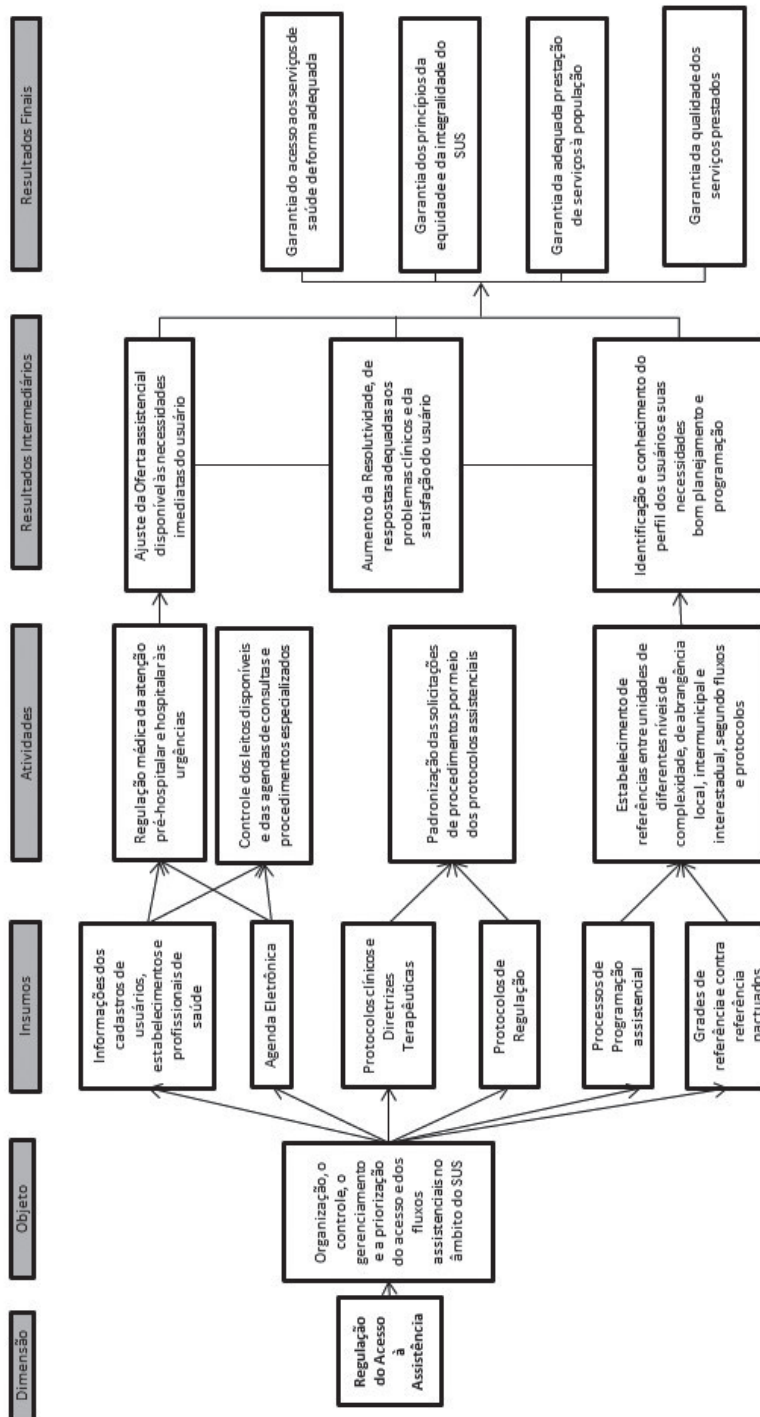 Dimensão
Objeto
Insumos
Atividades
Resultados Intermediários
Resultados Finais
Regulação
do Acesso
à
Assistência
Organização, o
controle, o
gerenciamento
e a priorização
do acesso e dos
fluxos
assistenciais no
âmbito do SUS
Informações dos
cadastros de
usuários,
estabelecimentos e
profissionais de
saúde
Agenda Eletrônica
Protocolos clínicos e
Diretrizes
Terapêuticas
Protocolos de
Regulação
Processos de
Programação
assistencial
Grades de
referência e contra
referência
pactuados
Regulação médica da atenção
pré-hospitalar e hospitalar às
urgências
Controle dos leitos disponíveis
e das agendas de consultas e
procedimentos especializados
Padronização das solicitações
de procedimentos por meio
dos protocolos assistenciais
Estabelecimento de
referências entre unidades de
diferentes níveis de
complexidade, de abrangência
local, intermunicipal e
interestadual, segundo fluxos
e protocolos
Ajuste da Oferta assistencial
disponível às necessidades
imediatas do usuário
Aumento da Resolutividade, de
respostas adequadas aos
problemas clínicos e da
satisfação do usuário
Identificação e conhecimento do
perfil dos usuários e suas
necessidades
bom planejamento e
programação
Garantia do acesso aos serviços de
saúde de forma adequada
Garantia dos princípios da
equidade e da integralidade do
SUS
Garantia da adequada prestação
de serviços à população
Garantia da qualidade dos
serviços prestados